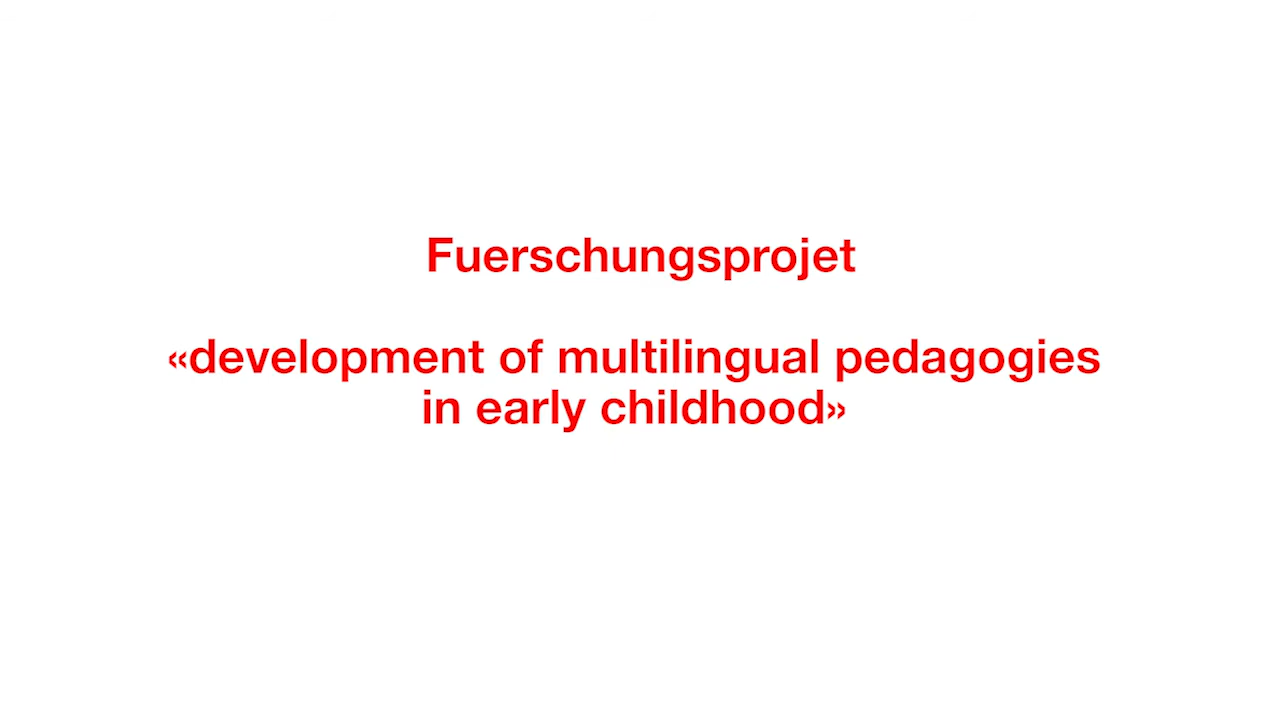 Fuerschungsprojet
«development of multilingual pedagogies
in early childhood»